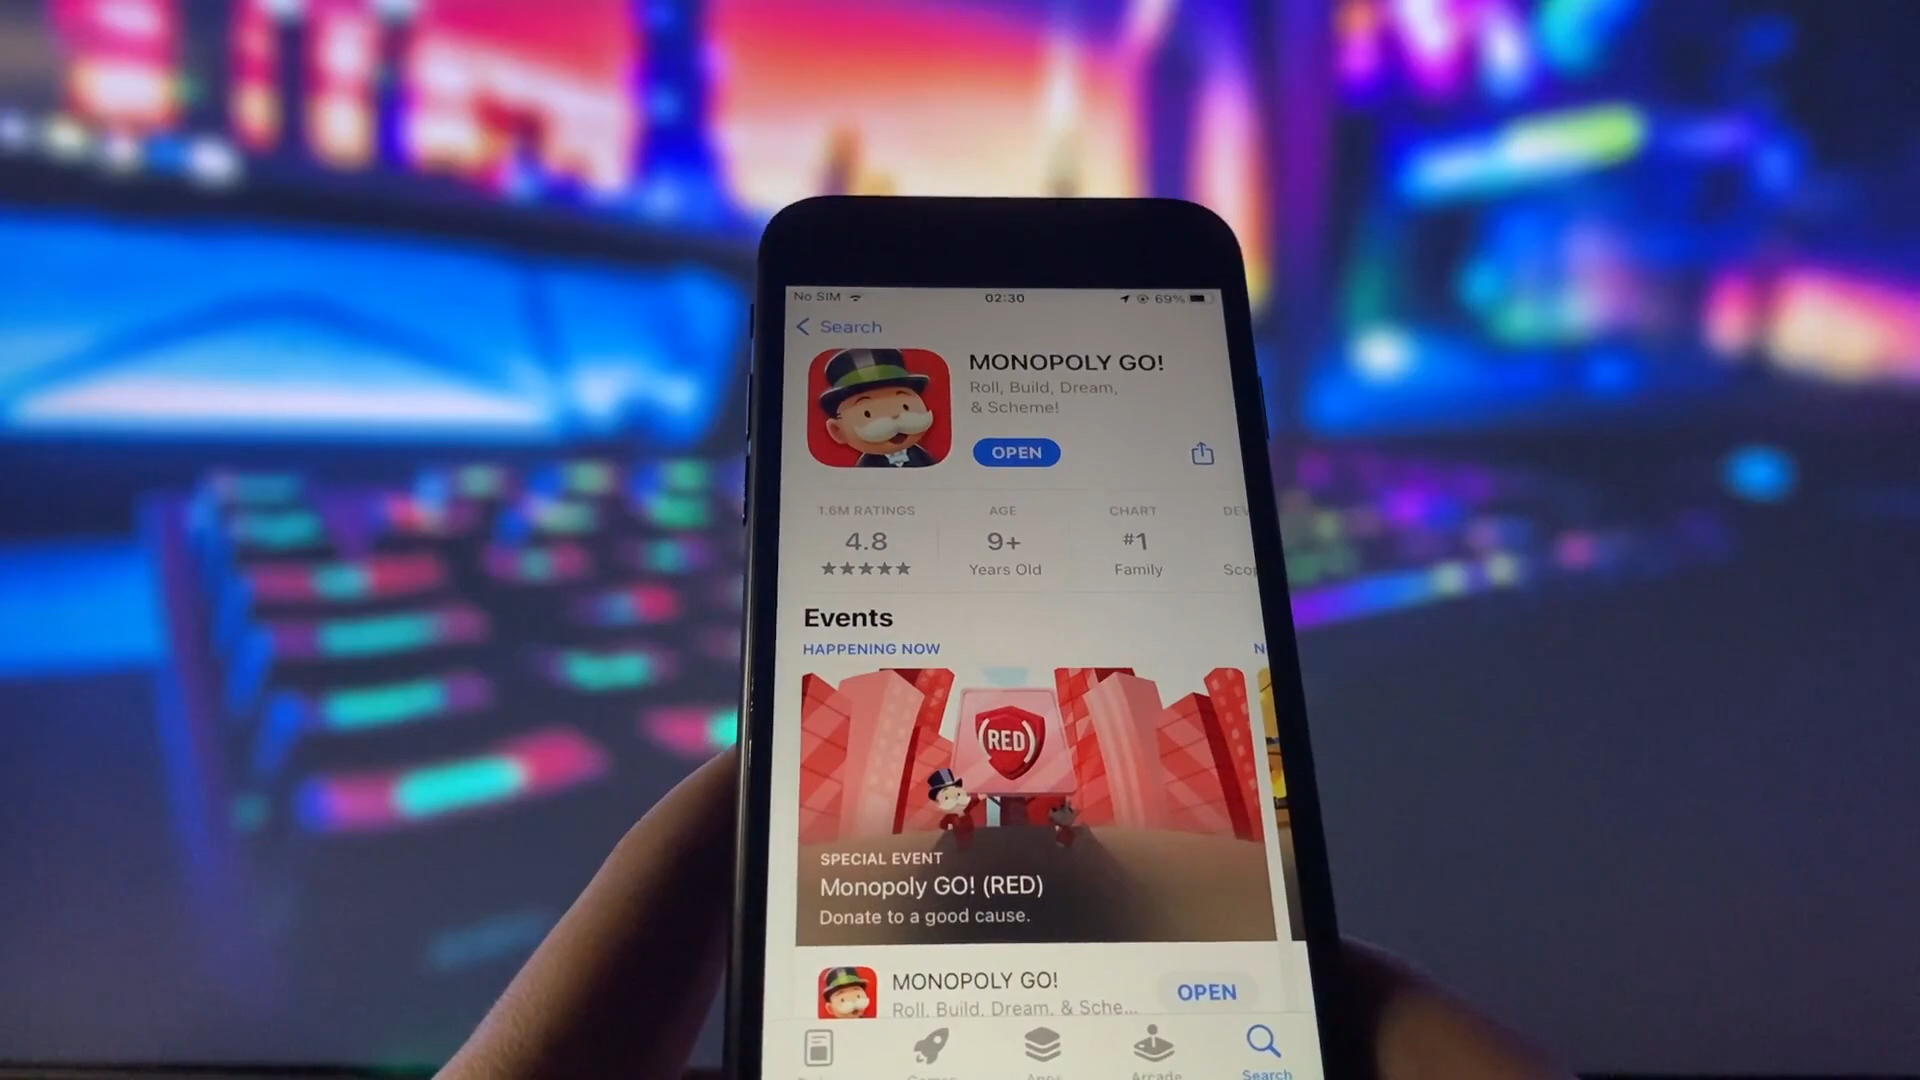 No SIM
02:30
69%
Search
MONOPOLY GO!
Roll, Build, Dream,
& Scheme!
OPEN
1.6M RATINGS
AGE
CHART
DEV
4.8
9+
#1
★★★★★
Years Old
Family
Scop
Events
HAPPENING NOW
(RED)
SPECIAL EVENT
Monopoly GO! (RED)
Donate to a good cause.
MONOPOLY GO!
Roll, Build, Dream, & Sche...
OPEN
Arcade
Search